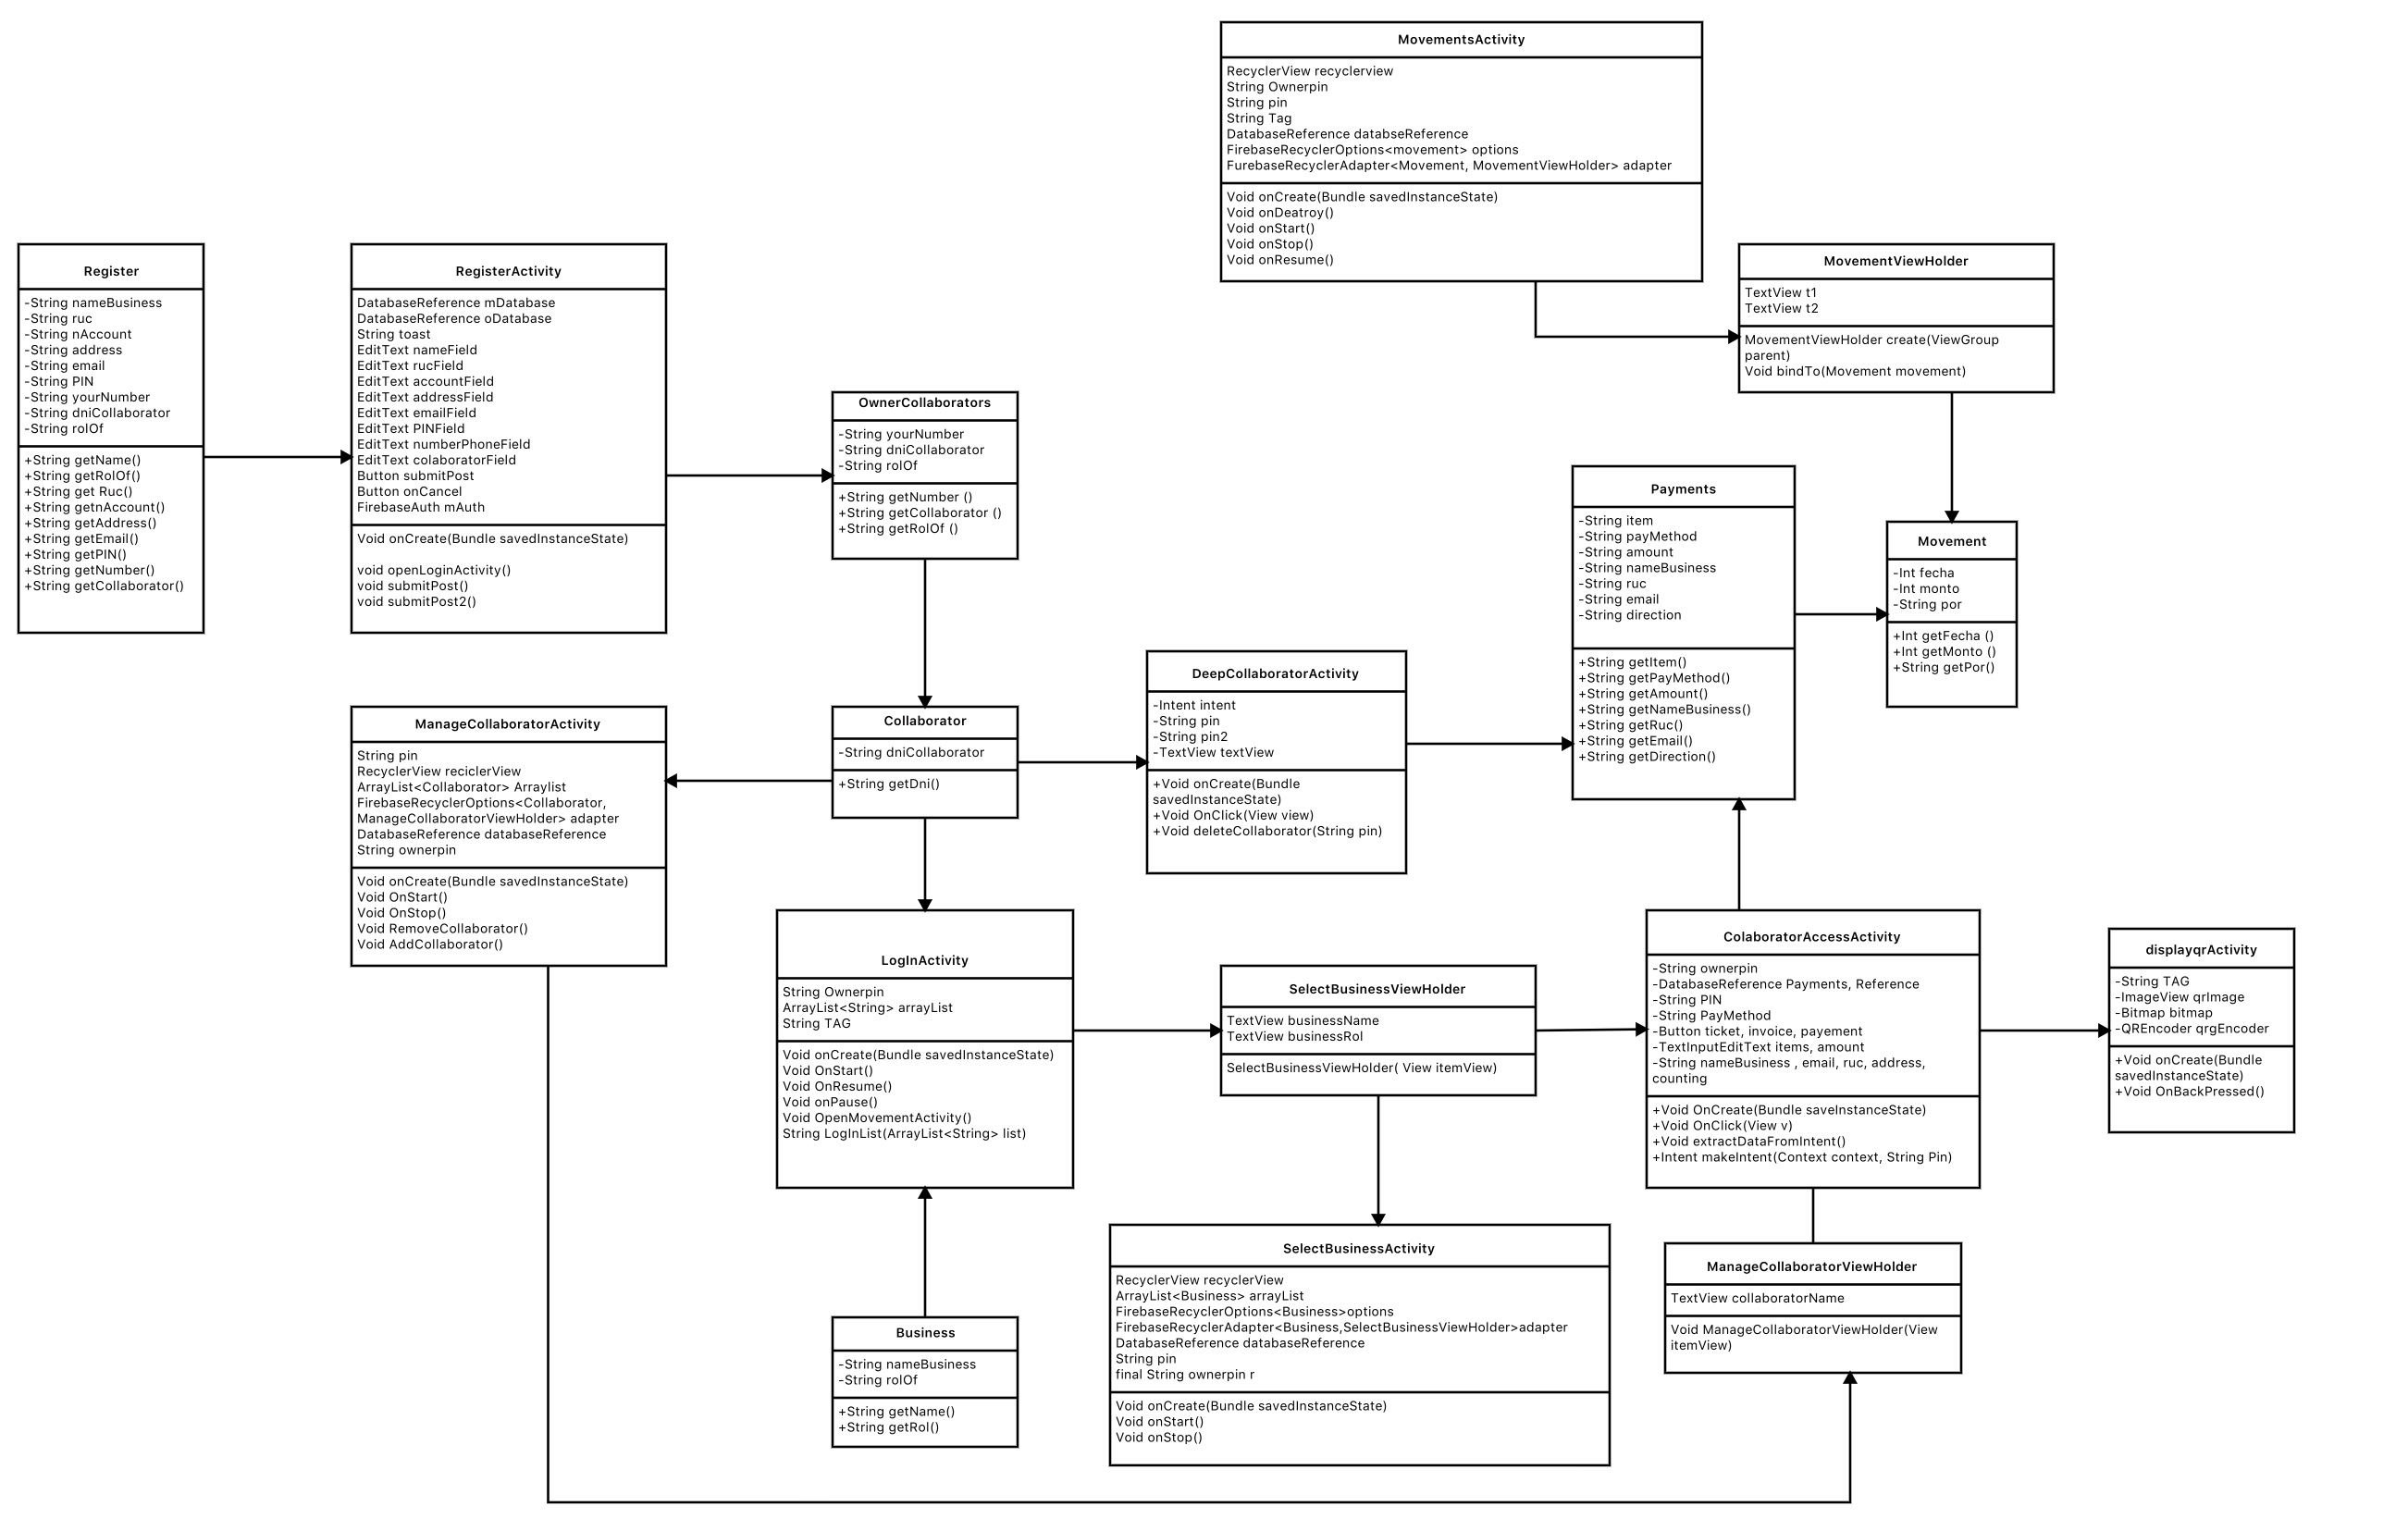 MovementsActivity
RecyclerView recyclerview
String Ownerpin
String pin
String Tag
DatabaseReference databseReference
FirebaseRecyclerOptions<movement> options
FurebaseRecyclerAdapter<Movement, MovementViewHolder> adapter
Void onCreate(Bundle savedInstanceState)
Void onDeatroy()
Void onStart()
Void onStop()
Void onResume()
Register
-String nameBusiness
-String ruc
-String nAccount
-String address
-String email
-String PIN
-String yourNumber
-String dniCollaborator
-String rolOf
+String getName()
+String getRolOf()
+String get Ruc()
+String getnAccount()
+String getAddress()
+String getEmail()
+String getPIN()
+String getNumber()
+String getCollaborator()
RegisterActivity
DatabaseReference mDatabase
DatabaseReference oDatabase
String toast
EditText nameField
EditText rucField
EditText accountField
EditText addressField
EditText emailField
EditText PINField
EditText numberPhoneField
EditText colaboratorField
Button submitPost
Button onCancel
FirebaseAuth mAuth
Void onCreate(Bundle savedInstanceState)
void openLoginActivity()
void submitPost()
void submitPost2()
MovementViewHolder
TextView t1
TextView t2
MovementViewHolder create(ViewGroup
parent)
Void bindTo(Movement movement)
OwnerCollaborators
-String yourNumber
-String dniCollaborator
-String rolOf
+String getNumber ()
+String getCollaborator ()
+String getRolOf ()
Payments
-String item
-String payMethod
-String amount
-String nameBusiness
-String ruc
-String email
-String direction
+String getItem()
+String getPayMethod()
+String getAmount()
+String getNameBusiness()
+String getRuc()
+String getEmail()
+String getDirection()
Movement
-Int fecha
-Int monto
-String por
+Int getFecha ()
+Int getMonto ()
+String getPor()
DeepCollaboratorActivity
-Intent intent
-String pin
-String pin2
-TextView textView
+Void onCreate(Bundle
savedInstanceState)
+Void OnClick(View view)
+Void deleteCollaborator(String pin)
ManageCollaboratorActivity
String pin
RecyclerView reciclerView
ArrayList<Collaborator> Arraylist
FirebaseRecyclerOptions<Collaborator,
ManageCollaboratorViewHolder> adapter
DatabaseReference databaseReference
String ownerpin
Void onCreate(Bundle savedInstanceState)
Void OnStart()
Void OnStop()
Void RemoveCollaborator()
Void AddCollaborator()
Collaborator
-String dniCollaborator
+String getDni()
LogInActivity
String Ownerpin
ArrayList<String> arrayList
String TAG
Void onCreate(Bundle savedInstanceState)
Void OnStart()
Void OnResume()
Void onPause()
Void OpenMovementActivity()
String LogInList(ArrayList<String> list)
SelectBusinessViewHolder
TextView businessName
TextView businessRol
SelectBusinessViewHolder( View itemView)
ColaboratorAccessActivity
-String ownerpin
-DatabaseReference Payments, Reference
-String PIN
-String PayMethod
-Button ticket, invoice, payement
-TextInputEditText items, amount
-String nameBusiness , email, ruc, address,
counting
+Void OnCreate(Bundle saveInstanceState)
+Void OnClick(View v)
+Void extractDataFromIntent()
+Intent makeIntent(Context context, String Pin)
displayqrActivity
-String TAG
-ImageView qrImage
-Bitmap bitmap
-QREncoder qrgEncoder
+Void onCreate(Bundle
savedInstanceState)
+Void OnBackPressed()
SelectBusinessActivity
RecyclerView recyclerView
ArrayList<Business> arrayList
FirebaseRecyclerOptions<Business>options
FirebaseRecyclerAdapter<Business,SelectBusinessViewHolder>adapter
DatabaseReference databaseReference
String pin
final String ownerpin r
Void onCreate(Bundle savedInstanceState)
Void onStart()
Void onStop()
ManageCollaboratorViewHolder
TextView collaboratorName
Void ManageCollaboratorViewHolder(View
itemView)
Business
-String nameBusiness
-String rolOf
+String getName()
+String getRol()